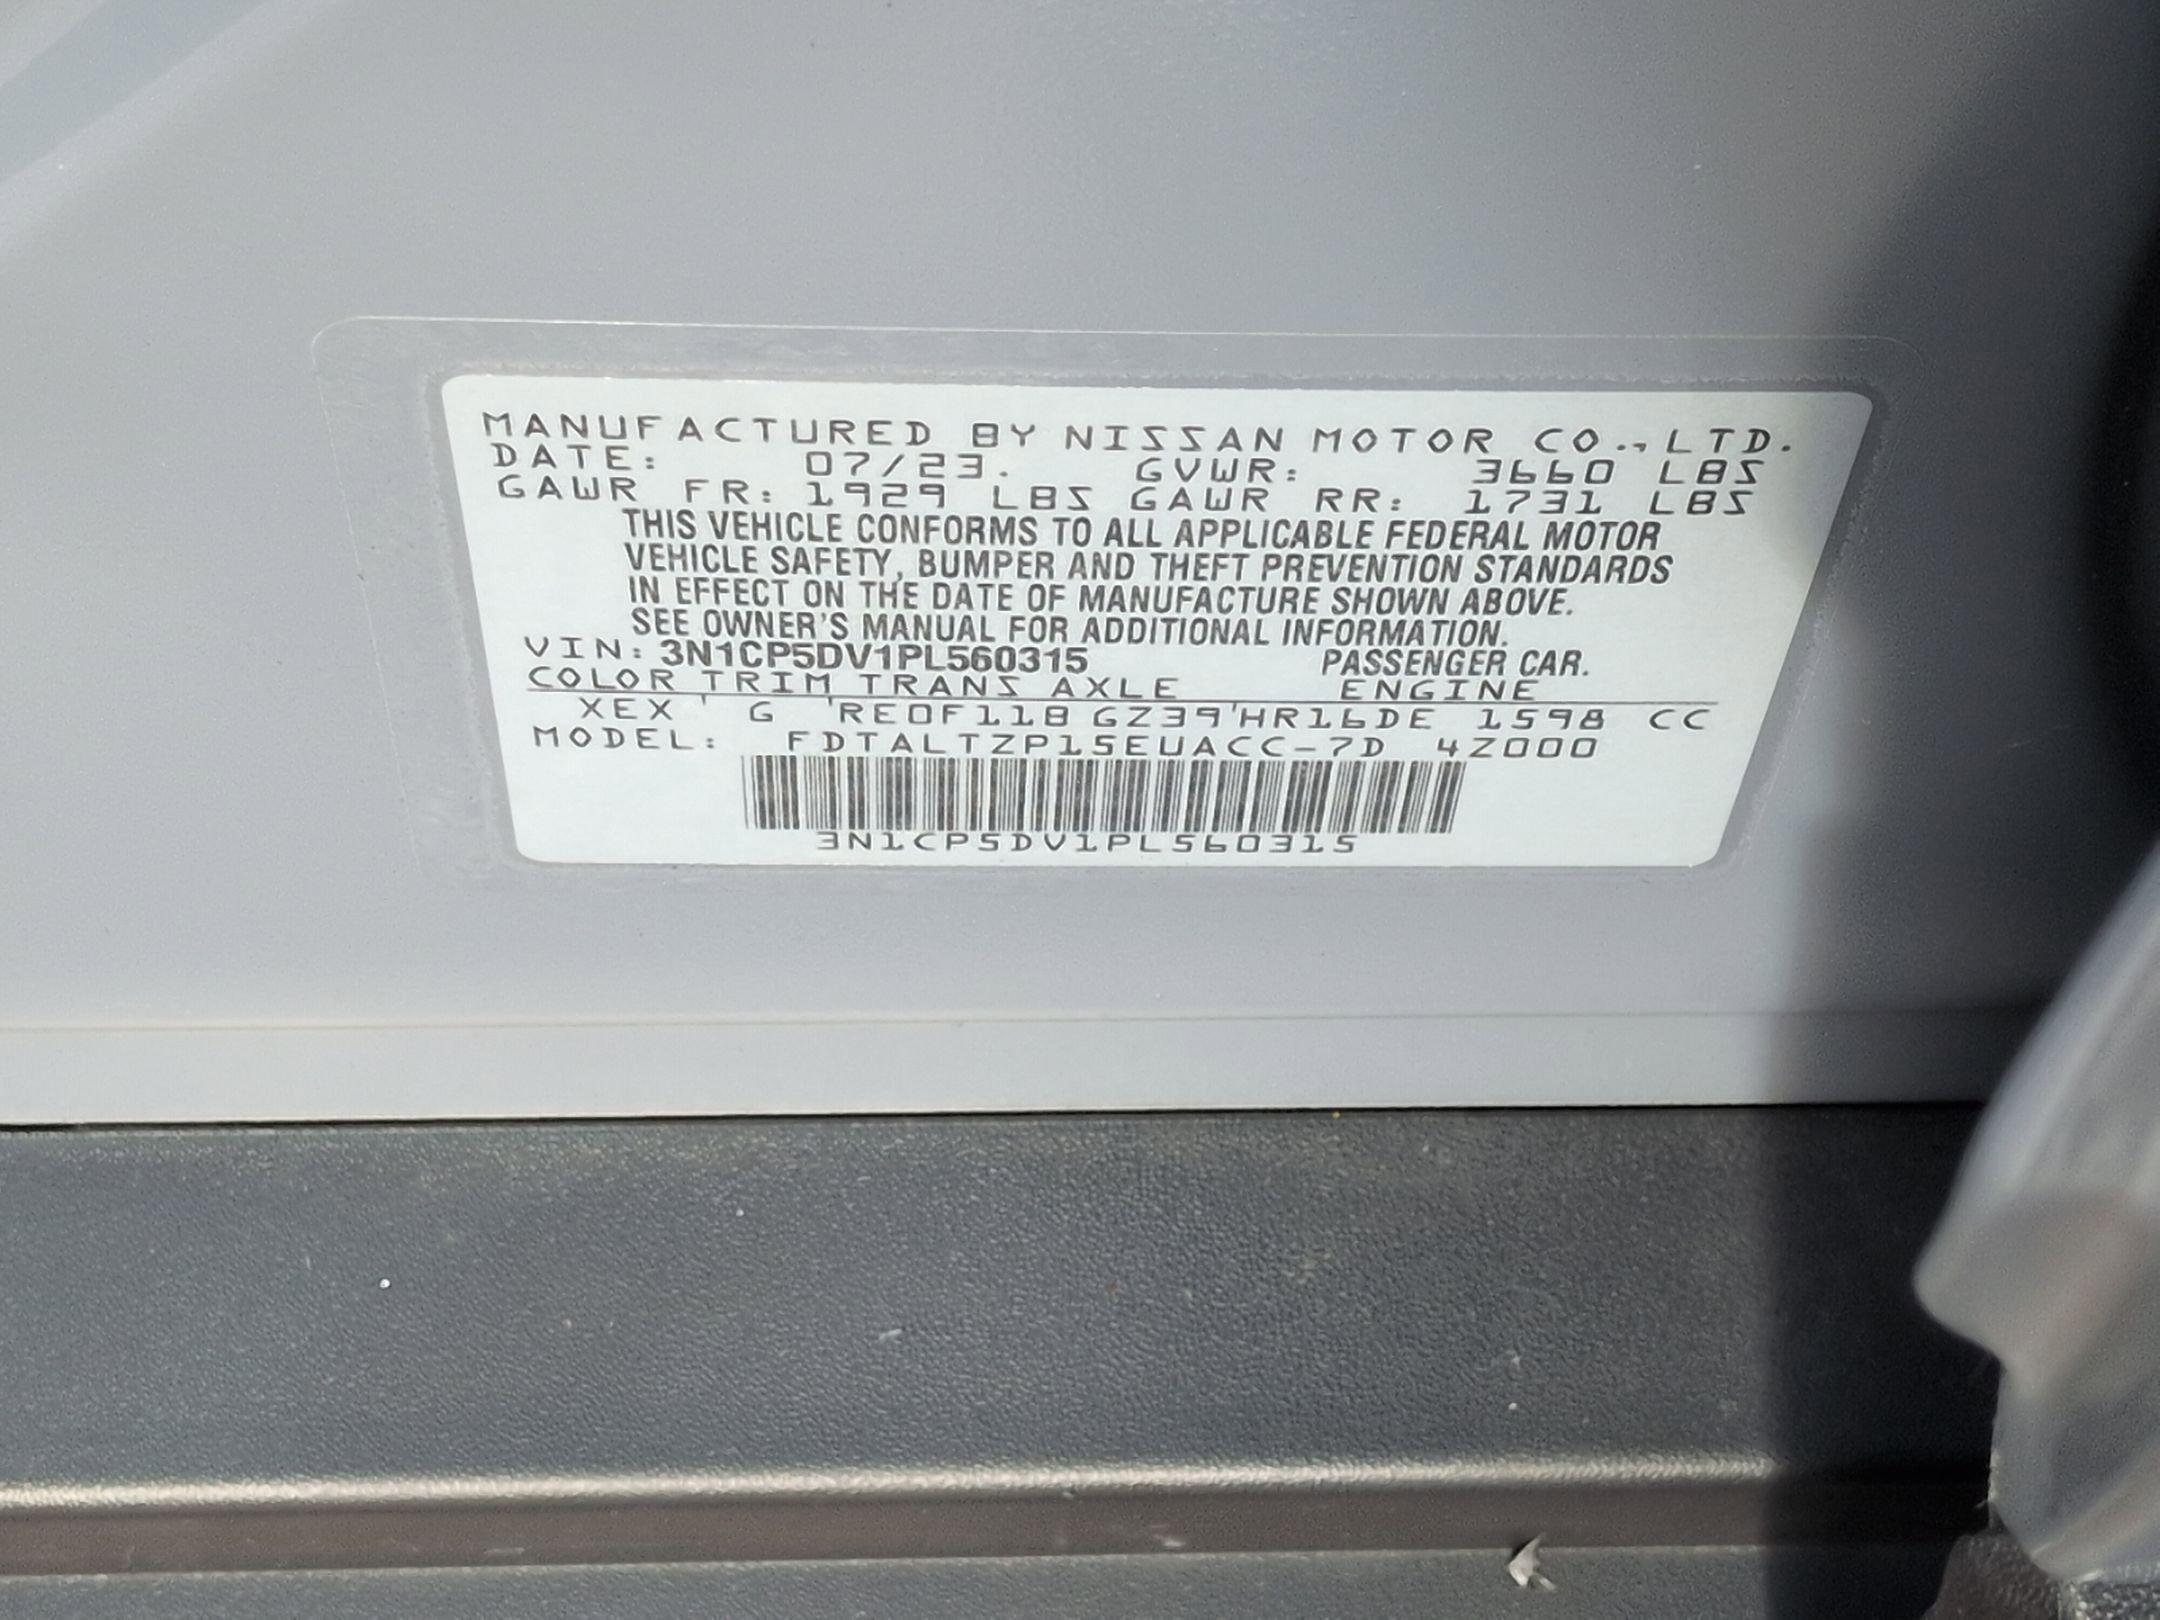 MANUFACTURED BY NISSAN MOTOR CO.,LTD.
DATE: 07/23. GVWR: 3660 LBS
GAWR FR: 1929 LBS GAWR RR: 1731 LBS
THIS VEHICLE CONFORMS TO ALL APPLICABLE FEDERAL MOTOR
VEHICLE SAFETY, BUMPER AND THEFT PREVENTION STANDARDS
IN EFFECT ON THE DATE OF MANUFACTURE SHOWN ABOVE.
SEE OWNER'S MANUAL FOR ADDITIONAL INFORMATION.
VIN: 3N1CP5DV1PL560315 PASSENGER CAR.
COLOR TRIM TRANS AXLE ENGINE
XEX ' G 'RE0F11B GZ39'HR16DE 1598 CC
MODEL: FDTALTZP15EUACC-7D 4Z000
3N1CP5DV1PL560315